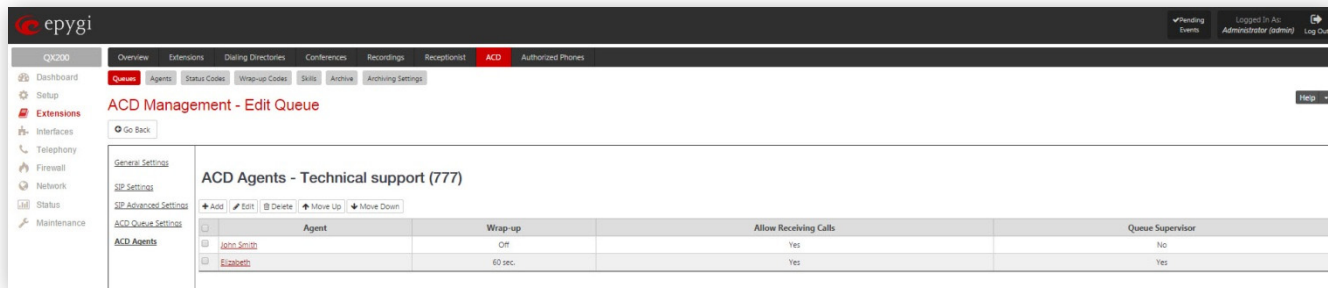 epygi
Pending Events
Logged In As:
Administrator (admin)
Log Out
QX200
Overview Extensions Dialing Directories Conferences Recordings Receptionist ACD Authorized Phones
Dashboard
Setup
Extensions
Interfaces
Telephony
Firewall
Network
Status
Maintenance
Queues Agents Status Codes Wrap-up Codes Skills Archive Archiving Settings
ACD Management - Edit Queue
Help
Go Back
General Settings
SIP Settings
SIP Advanced Settings
ACD Queue Settings
ACD Agents
ACD Agents - Technical support (777)
Add Edit Delete Move Up Move Down
Agent Wrap-up Allow Receiving Calls Queue Supervisor
John Smith Off Yes No
Elizabeth 60 sec. Yes Yes